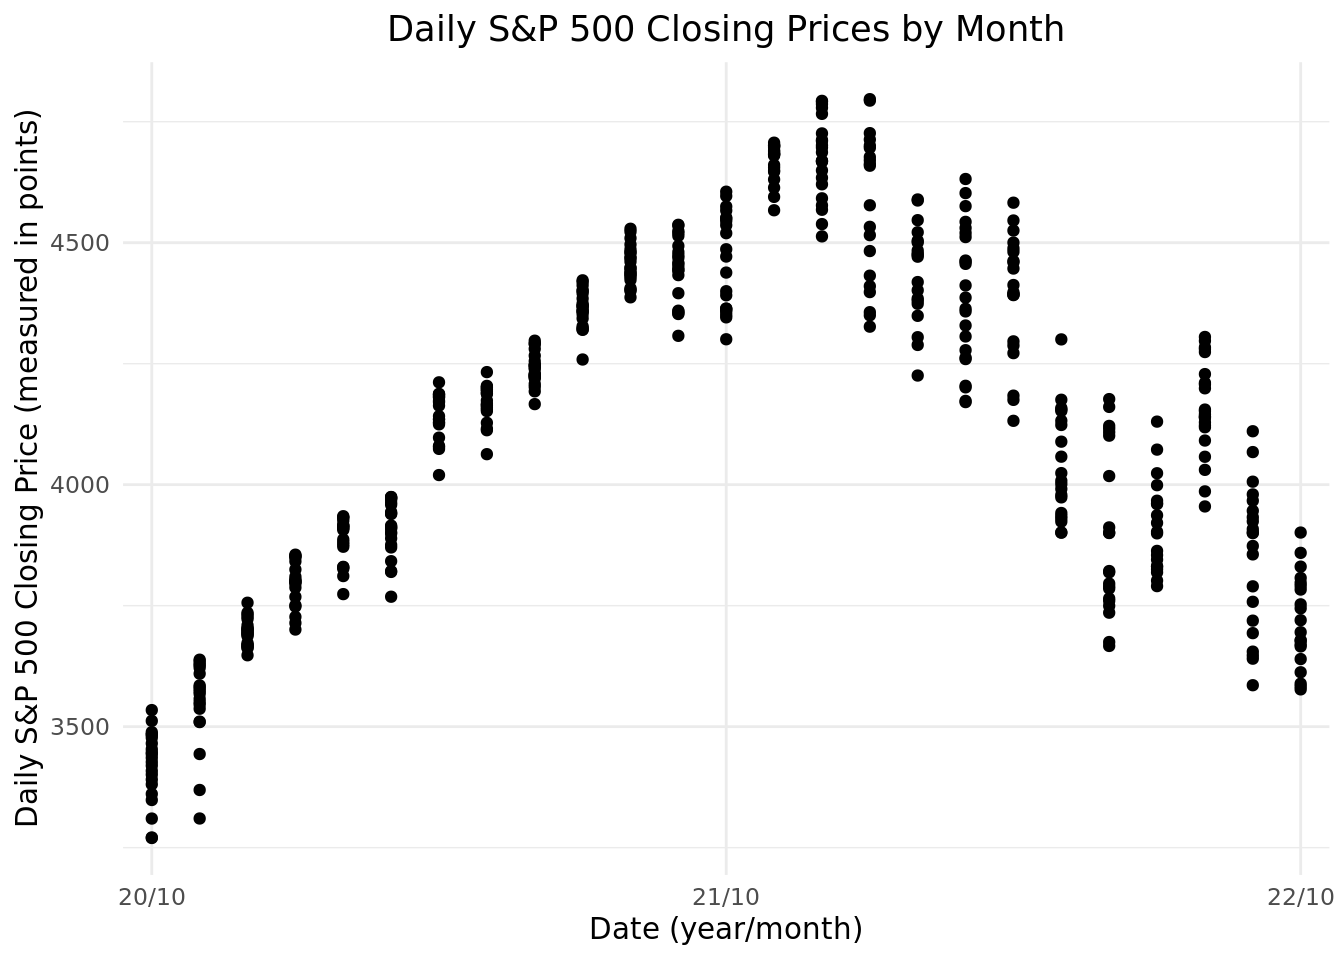 Daily S&P 500 Closing Prices by Month
Daily S&P 500 Closing Price (measured in points)
4500
4000
3500
20/10
21/10
22/10
Date (year/month)